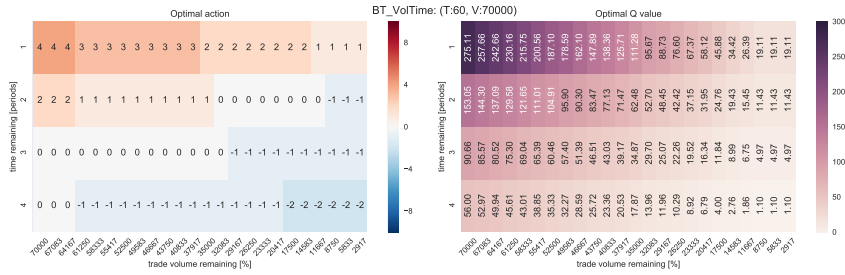 BT_VolTime: (T:60, V:70000)
Optimal action
time remaining [periods]
1
4 4 4 3 3 3 3 3 3 3 3 3 2 2 2 2 2 2 2 2 1 1 1 1
2
2 2 2 1 1 1 1 1 1 1 1 1 1 0 0 0 0 0 0 0 0 -1 -1 -1
3
0 0 0 0 0 0 0 0 0 0 0 0 0 0 -1 -1 -1 -1 -1 -1 -1 -1 -1 -1
4
0 0 0 -1 -1 -1 -1 -1 -1 -1 -1 -1 -1 -1 -1 -1 -1 -1 -2 -2 -2 -2 -2 -2
70000 67083 64167 61250 58333 55417 52500 49583 46667 43750 40833 37917 35000 32083 29167 26250 23333 20417 17500 14583 11667 8750 5833 2917
trade volume remaining [%]
8
4
0
−4
−8
Optimal Q value
time remaining [periods]
1
275.11 257.66 242.66 230.16 215.75 200.56 187.10 178.59 162.10 147.89 138.36 125.71 111.28 95.67 88.73 76.60 67.37 58.12 45.88 34.42 26.39 19.11 19.11 19.11
2
153.05 144.30 137.09 129.58 121.65 111.01 104.91 95.90 90.30 83.47 77.13 71.47 62.48 52.70 48.45 42.42 37.15 31.95 24.76 19.43 15.45 11.43 11.43 11.43
3
90.66 85.57 80.52 75.30 69.04 65.39 60.46 57.40 51.39 46.51 43.03 39.17 34.87 29.70 25.07 22.26 19.52 16.34 11.84 8.99 6.75 4.97 4.97 4.97
4
56.00 52.97 49.94 45.61 43.01 38.85 35.33 32.27 28.59 25.72 23.36 20.53 17.87 13.96 11.96 10.29 8.92 6.79 4.00 2.76 1.86 1.10 1.10 1.10
70000 67083 64167 61250 58333 55417 52500 49583 46667 43750 40833 37917 35000 32083 29167 26250 23333 20417 17500 14583 11667 8750 5833 2917
trade volume remaining [%]
300
250
200
150
100
50
0